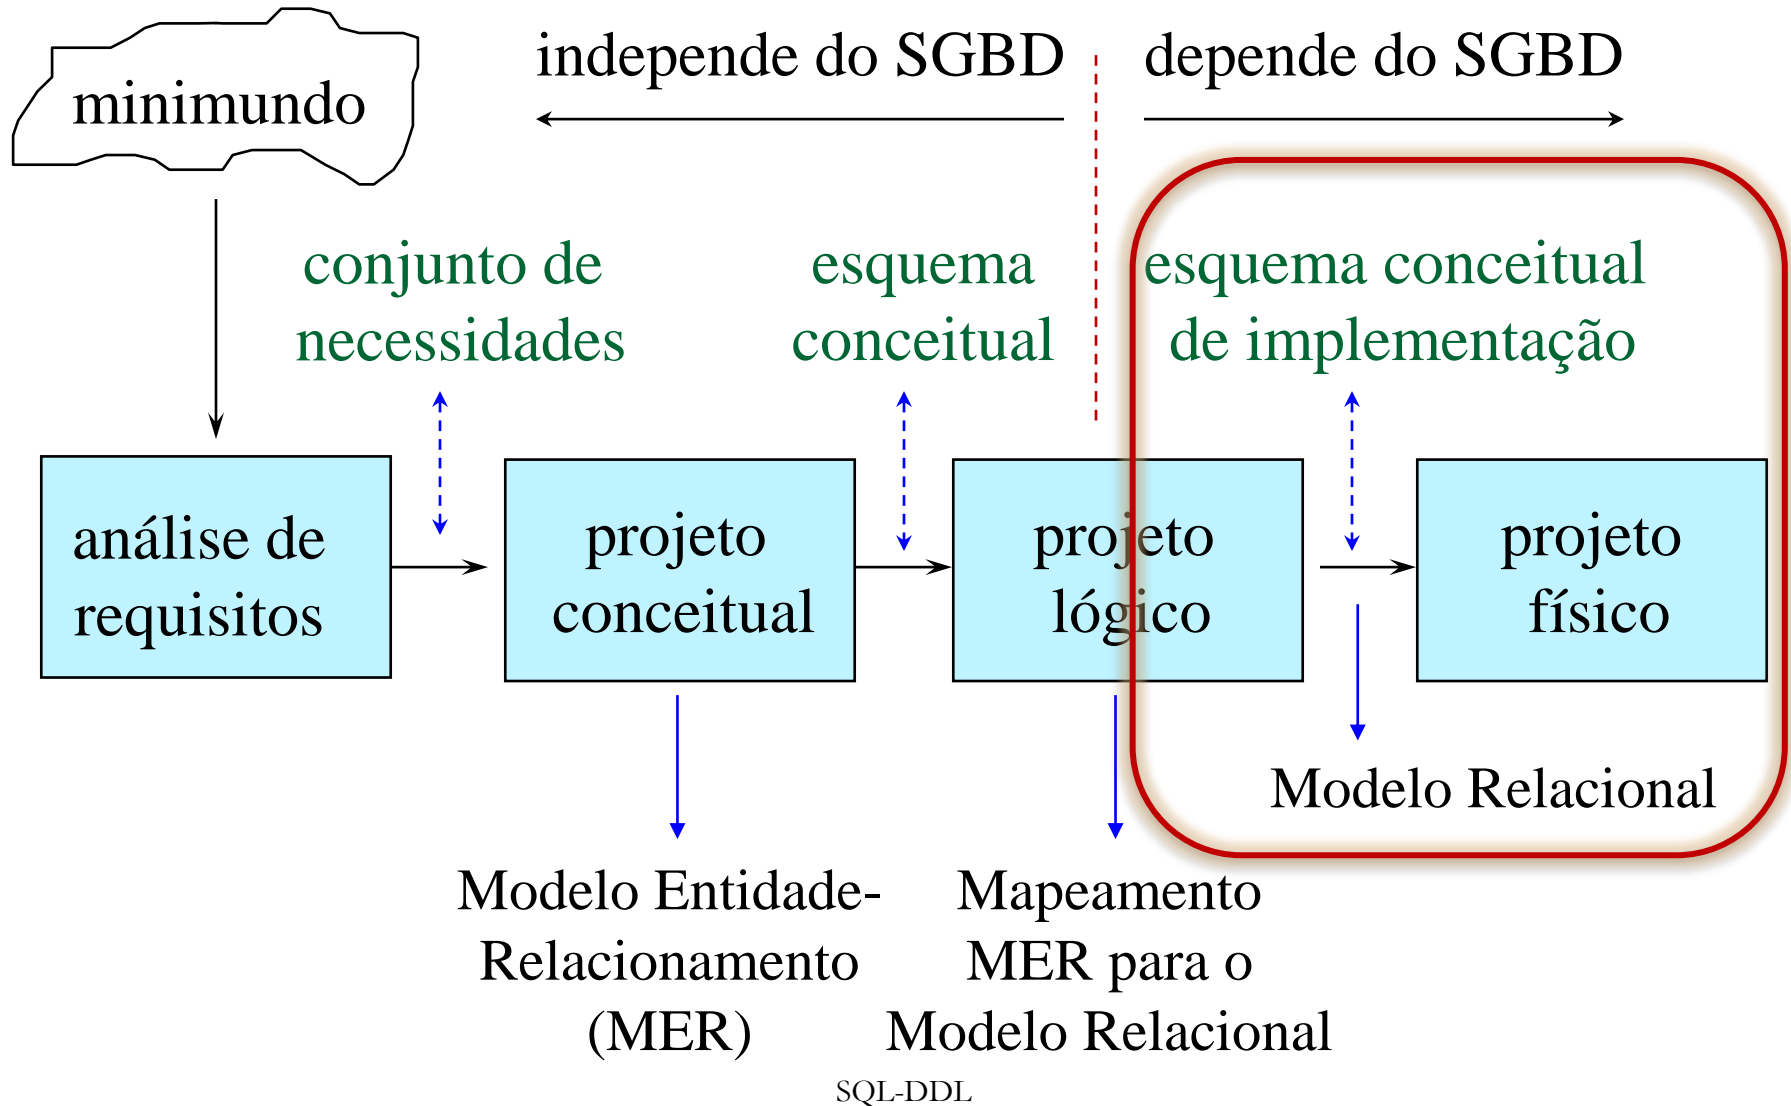 minimundo
independe do SGBD
depende do SGBD
conjunto de
necessidades
esquema
conceitual
esquema conceitual
de implementação
análise de
requisitos
projeto
conceitual
projeto
lógico
projeto
físico
Modelo Relacional
Modelo Entidade-
Relacionamento
(MER)
Mapeamento
MER para o
Modelo Relacional
SQL-DDL